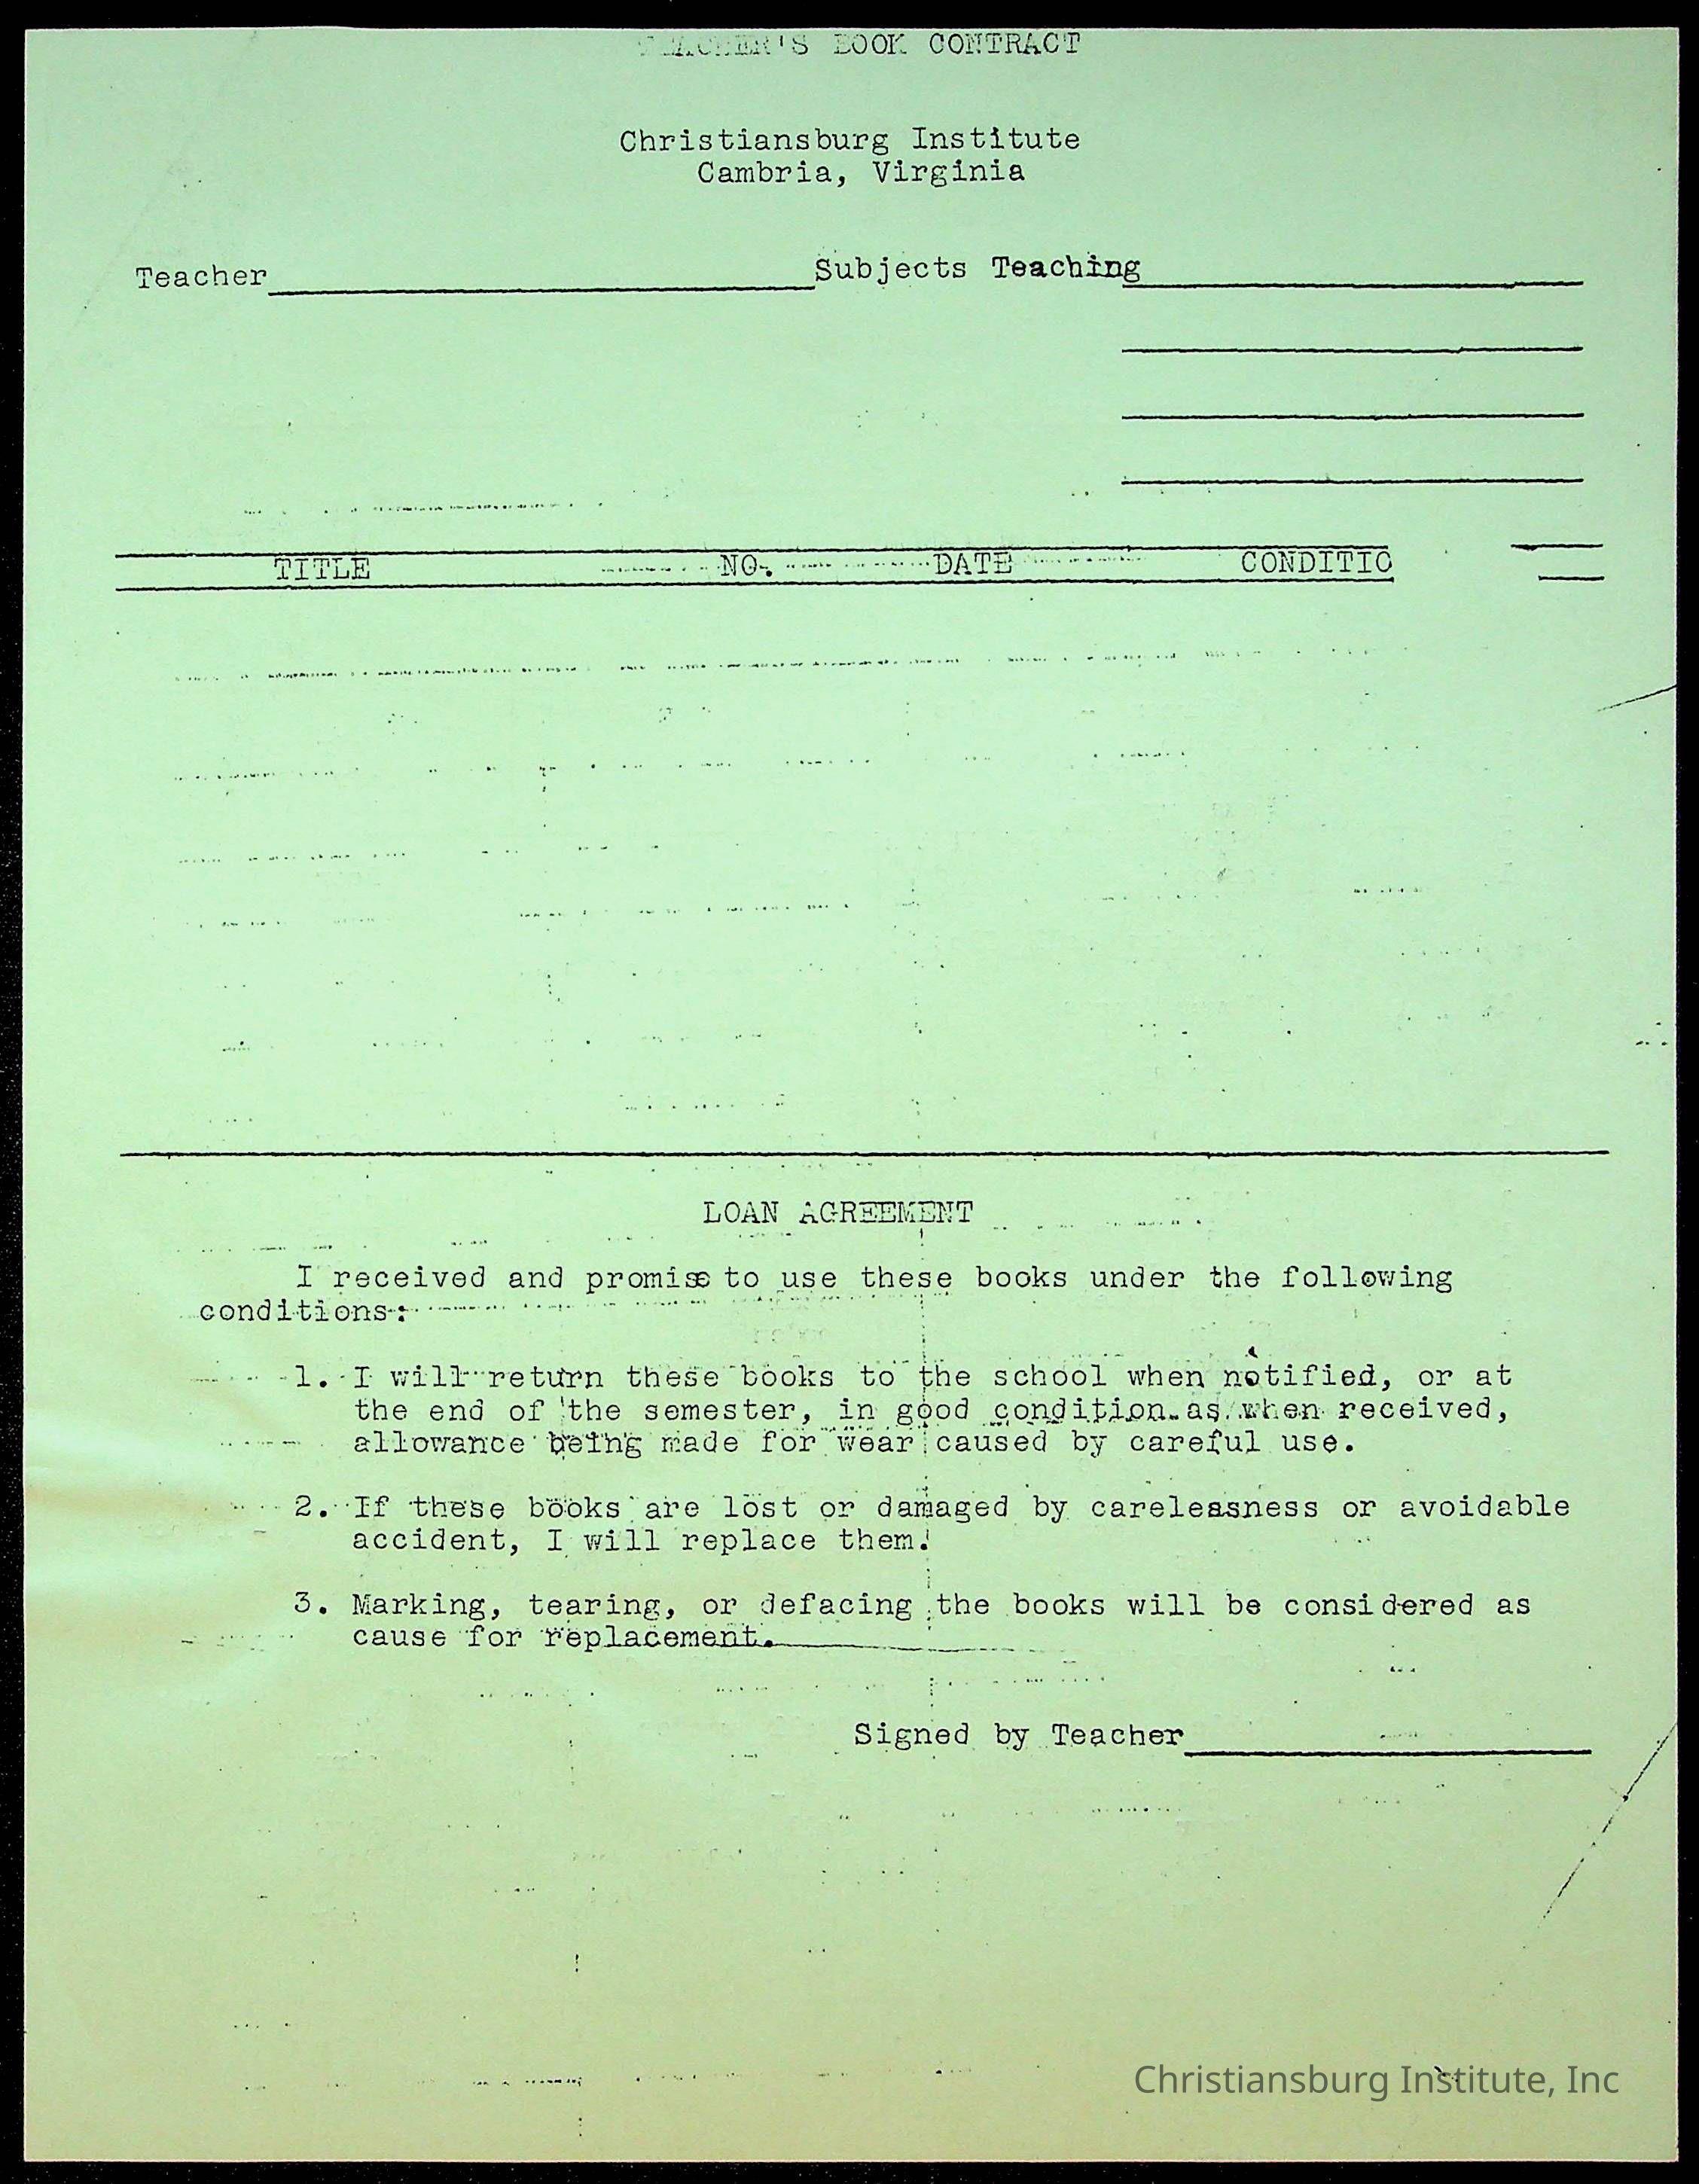 TEACHER'S BOOK CONTRACT
Christiansburg Institute
Cambria, Virginia
Teacher Subjects Teaching
TITLE NO. DATE CONDITIO
LOAN AGREEMENT
I received and promise to use these books under the following
conditions:
1. I will return these books to the school when notified, or at
the end of the semester, in good condition as when received,
allowance being made for wear caused by careful use.
2. If these books are lost or damaged by carelessness or avoidable
accident, I will replace them.
3. Marking, tearing, or defacing the books will be considered as
cause for replacement.
Signed by Teacher
Christiansburg Institute, Inc